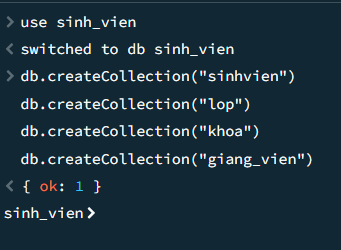 > use sinh_vien
< switched to db sinh_vien
> db.createCollection("sinhvien")
db.createCollection("lop")
db.createCollection("khoa")
db.createCollection("giang_vien")
< { ok: 1 }
sinh_vien>